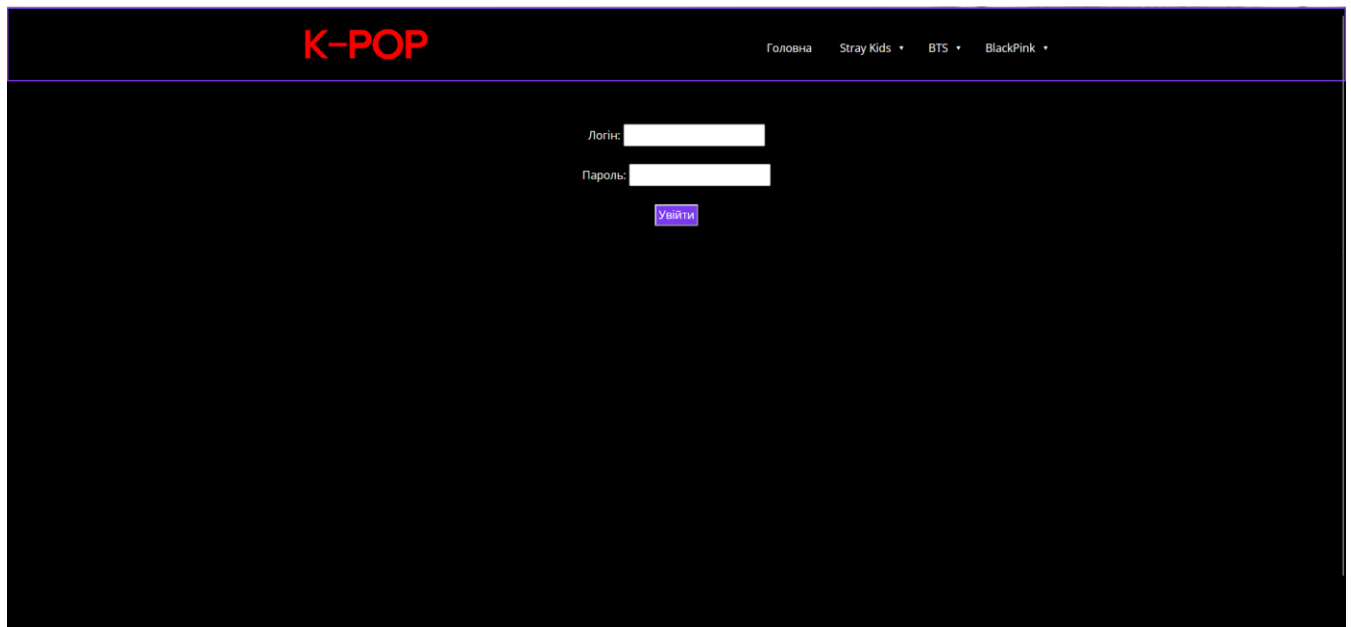 K-POP
Головна Stray Kids ▾ BTS ▾ BlackPink ▾
Логін:
Пароль:
Увійти